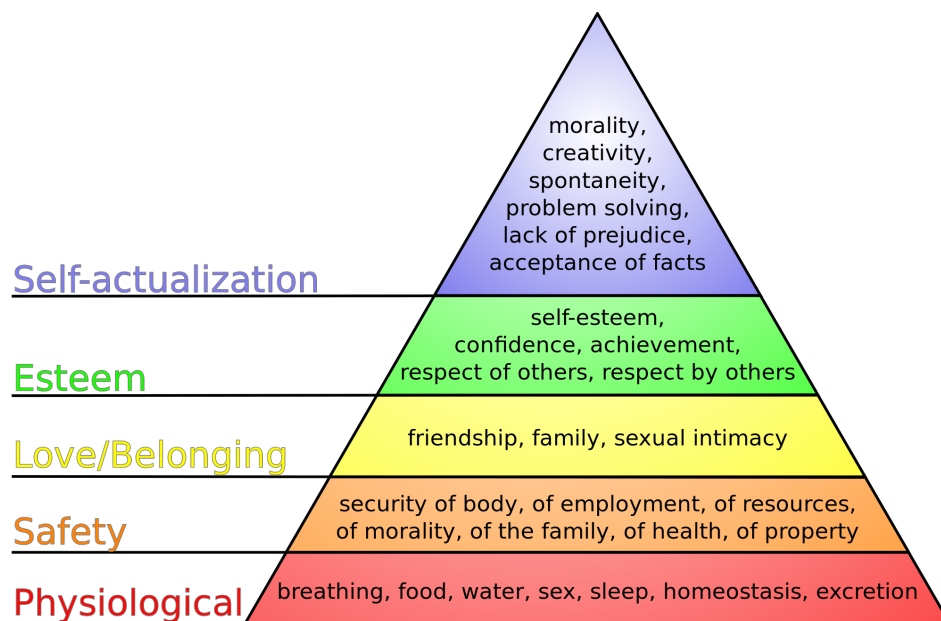 morality,
creativity,
spontaneity,
problem solving,
lack of prejudice,
acceptance of facts
Self-actualization
self-esteem,
confidence, achievement,
respect of others, respect by others
Esteem
friendship, family, sexual intimacy
Love/Belonging
security of body, of employment, of resources,
of morality, of the family, of health, of property
Safety
breathing, food, water, sex, sleep, homeostasis, excretion
Physiological